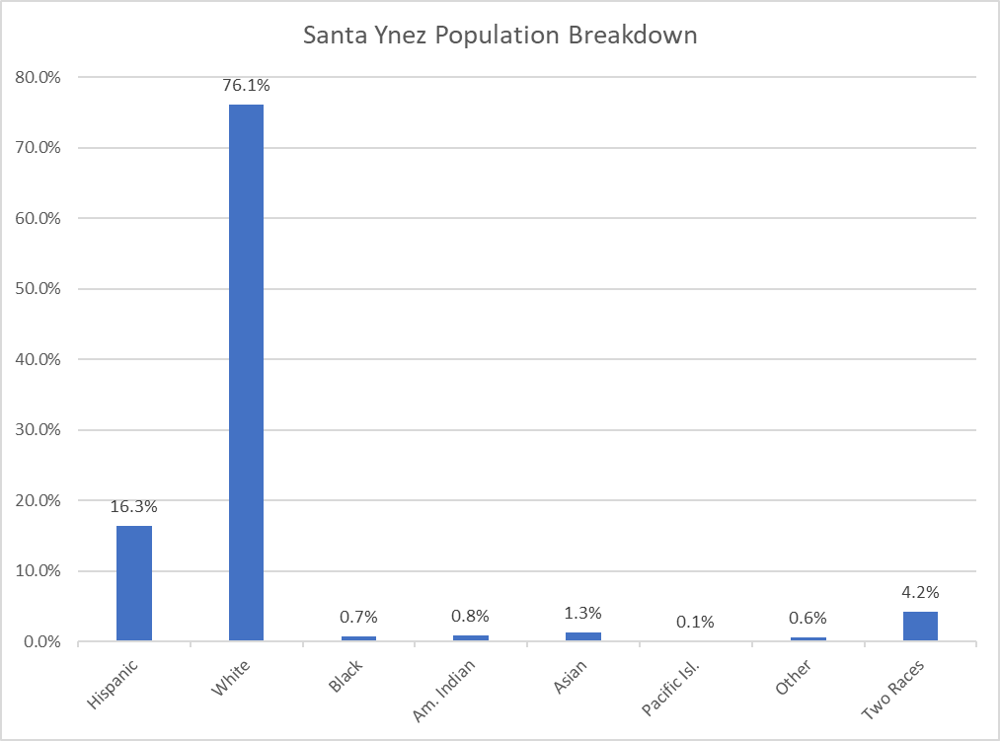 Santa Ynez Population Breakdown
80.0%
70.0%
60.0%
50.0%
40.0%
30.0%
20.0%
10.0%
0.0%
16.3%
76.1%
0.7%
0.8%
1.3%
0.1%
0.6%
4.2%
Hispanic
White
Black
Am. Indian
Asian
Pacific Isl.
Other
Two Races